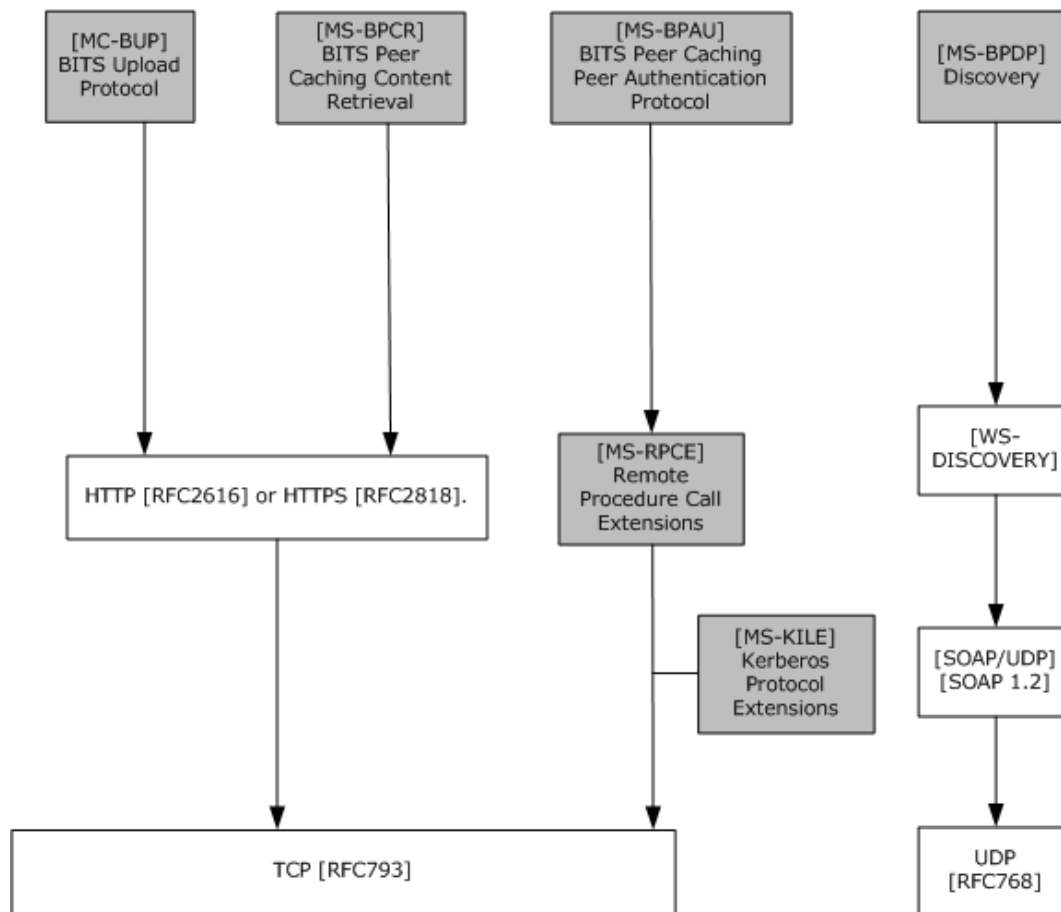 [MC-BUP]
BITS Upload
Protocol
[MS-BPCR]
BITS Peer
Caching Content
Retrieval
[MS-BPAU]
BITS Peer Caching
Peer Authentication
Protocol
[MS-BPDP]
Discovery
HTTP [RFC2616] or HTTPS [RFC2818].
[MS-RPCE]
Remote
Procedure Call
Extensions
[WS-
DISCOVERY]
[MS-KILE]
Kerberos
Protocol
Extensions
[SOAP/UDP]
[SOAP 1.2]
TCP [RFC793]
UDP
[RFC768]